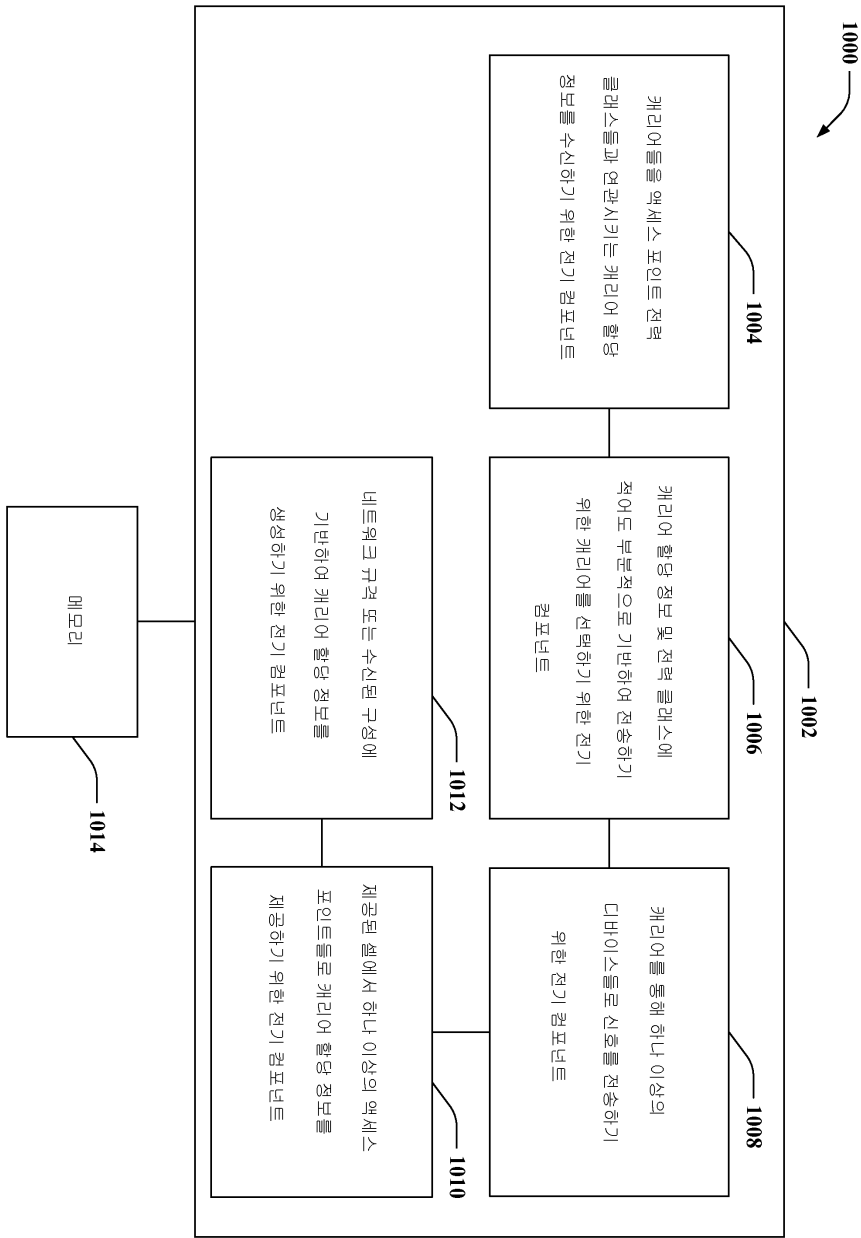 1000
1002
1004
캐리어들을 액세스 포인트 전력
클래스들과 연관시키는 캐리어 할당
정보를 수신하기 위한 전기 컴포넌트
1006
캐리어 할당 정보 및 전력 클래스에
적어도 부분적으로 기반하여 전송하기
위한 캐리어를 선택하기 위한 전기
컴포넌트
1008
캐리어를 통해 하나 이상의
디바이스들로 신호를 전송하기
위한 전기 컴포넌트
1012
네트워크 규격 또는 수신된 구성에
기반하여 캐리어 할당 정보를
생성하기 위한 전기 컴포넌트
1010
제공된 셀에서 하나 이상의 액세스
포인트들로 캐리어 할당 정보를
제공하기 위한 전기 컴포넌트
메모리
1014